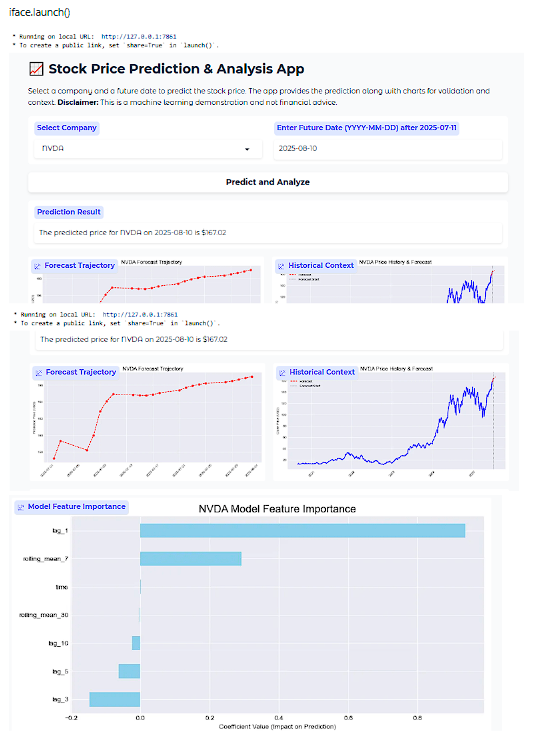 iface.launch()
* Running on local URL: http://127.0.0.1:7861
* To create a public link, set `share=True` in `launch()`.
Stock Price Prediction & Analysis App
Select a company and a future date to predict the stock price. The app provides the prediction along with charts for validation and
context. Disclaimer: This is a machine learning demonstration and not financial advice.
Select Company
Enter Future Date (YYYY-MM-DD) after 2025-07-11
NVDA
2025-08-10
Predict and Analyze
Prediction Result
The predicted price for NVDA on 2025-08-10 is $167.02
Forecast Trajectory
NVDA Forecast Trajectory
Historical Context
NVDA Price History & Forecast
* Running on local URL: http://127.0.0.1:7861
* To create a public link, set `share=True` in `launch()`.
The predicted price for NVDA on 2025-08-10 is $167.02
Forecast Trajectory
NVDA Forecast Trajectory
Historical Context
NVDA Price History & Forecast
Model Feature Importance
NVDA Model Feature Importance
lag_1
rolling_mean_7
time
rolling_mean_30
lag_10
lag_5
lag_3
-0.2 0.0 0.2 0.4 0.6 0.8
Coefficient Value (Impact on Prediction)